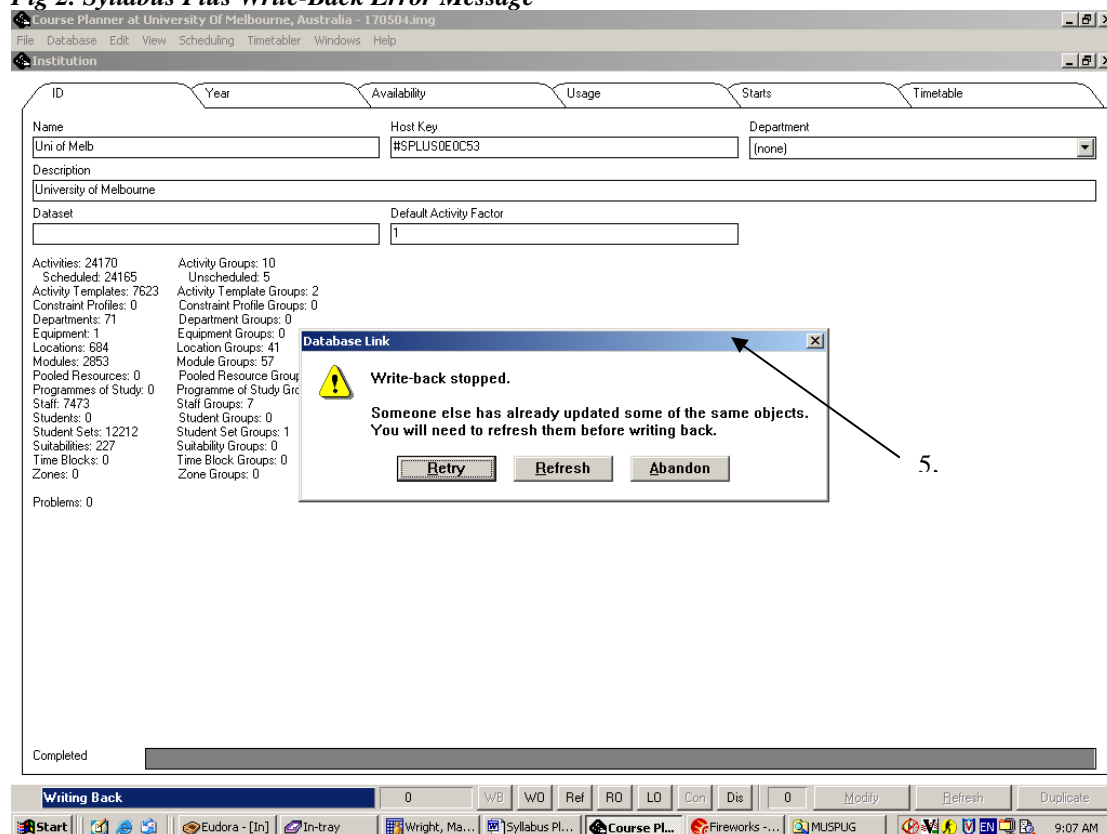 Fig 2: Syllabus Plus Write-Back Error Message
Course Planner at University Of Melbourne, Australia - 170504.img
File Database Edit View Scheduling Timetabler Windows Help
Institution
ID Year Availability Usage Starts Timetable
Name Host Key Department
Uni of Melb #SPLUS0E0C53 (none)
Description
University of Melbourne
Dataset Default Activity Factor
1
Activities: 24170 Activity Groups: 10
Scheduled: 24165 Unscheduled: 5
Activity Templates: 7623 Activity Template Groups: 2
Constraint Profiles: 0 Constraint Profile Groups: 0
Departments: 71 Department Groups: 0
Equipment: 1 Equipment Groups: 0
Locations: 684 Location Groups: 41
Modules: 2853 Module Groups: 57
Pooled Resources: 0 Pooled Resource Group
Programmes of Study: 0 Programme of Study Gro
Staff: 7473 Staff Groups: 7
Students: 0 Student Groups: 0
Student Sets: 12212 Student Set Groups: 1
Suitabilities: 227 Suitability Groups: 0
Time Blocks: 0 Time Block Groups: 0
Zones: 0 Zone Groups: 0
Problems: 0
Database Link
Write-back stopped.
Someone else has already updated some of the same objects.
You will need to refresh them before writing back.
Retry Refresh Abandon
5.
Completed
Writing Back 0 WB WO Ref RO LO Con Dis 0 Modify Refresh Duplicate
Start Eudora - [In] In-tray Wright, Ma... Syllabus Pl... Course Pl... Fireworks -... MUSPUG EN 9:07 AM